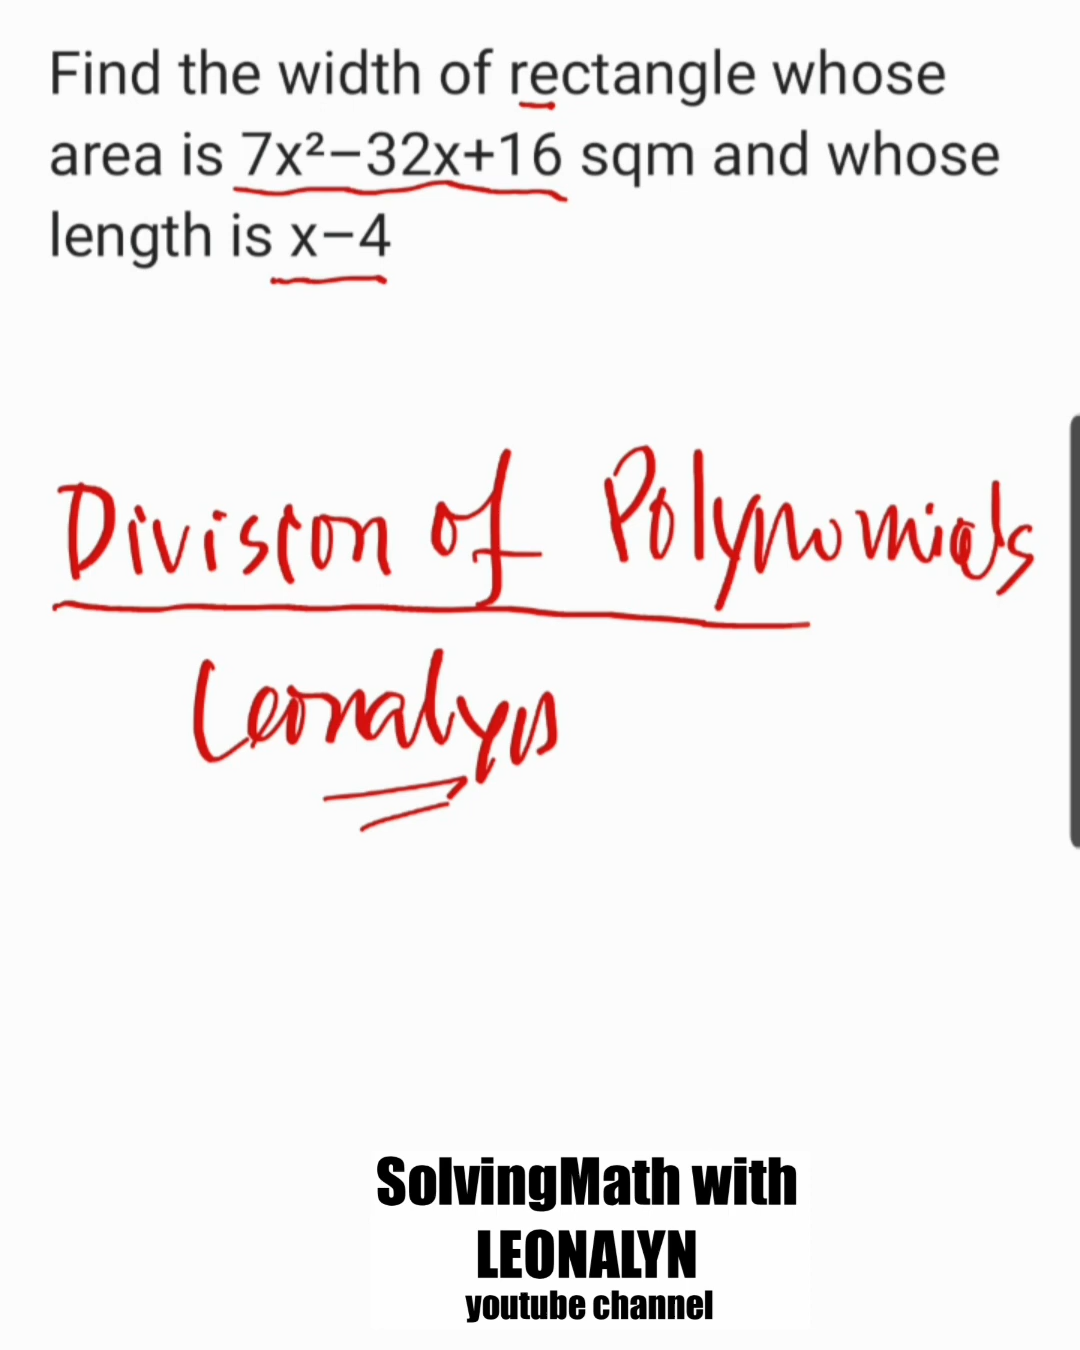 Find the width of rectangle whose
area is 7x²–32x+16 sqm and whose
length is x–4
Division of Polynomials
Leonalyn
SolvingMath with
LEONALYN
youtube channel